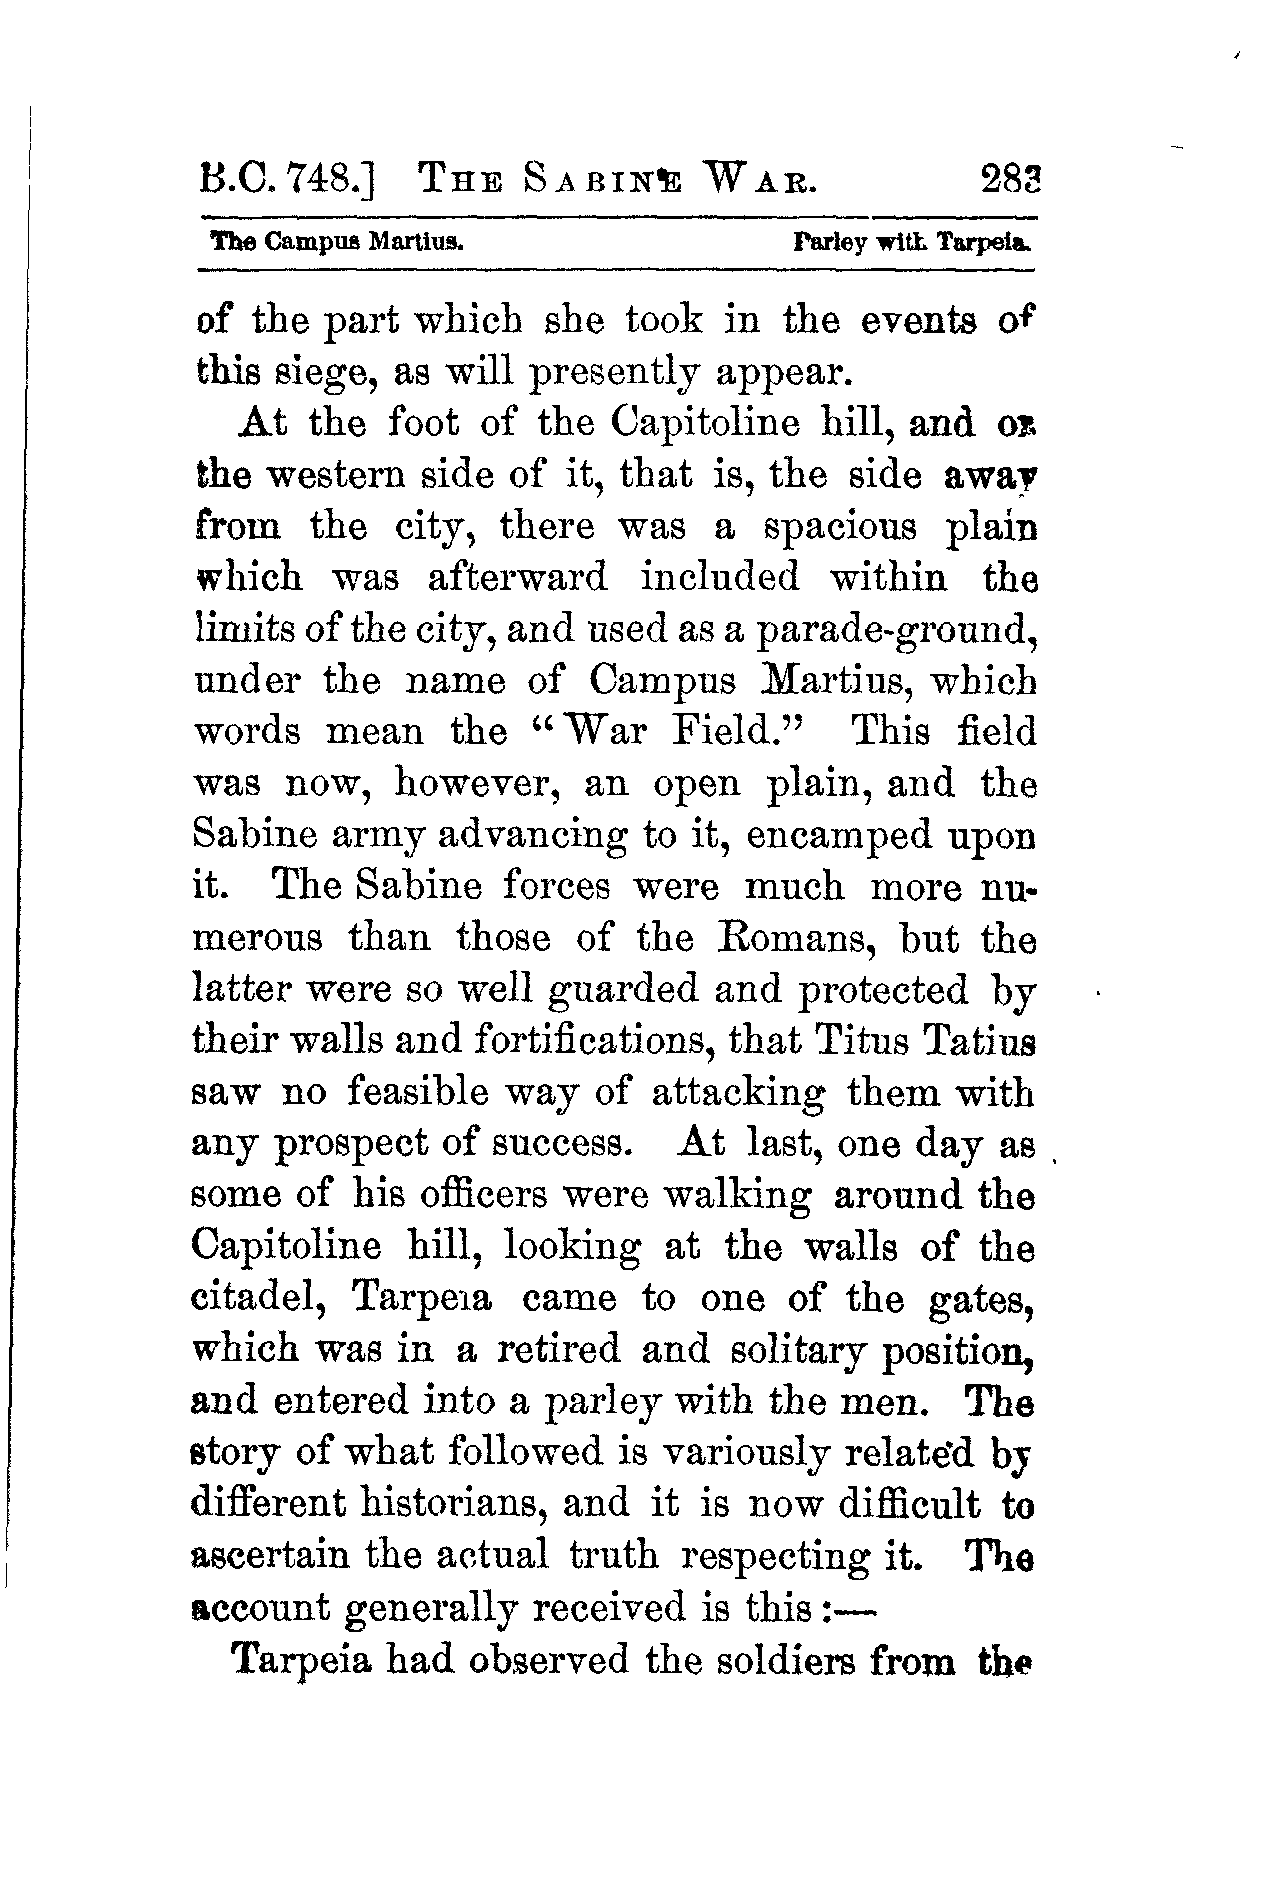 B.C. 748.] THE SABINE WAR. 283
The Campus Martius. Parley with Tarpeia.
of the part which she took in the events of
this siege, as will presently appear.
At the foot of the Capitoline hill, and on
the western side of it, that is, the side away
from the city, there was a spacious plain
which was afterward included within the
limits of the city, and used as a parade-ground,
under the name of Campus Martius, which
words mean the “War Field.” This field
was now, however, an open plain, and the
Sabine army advancing to it, encamped upon
it. The Sabine forces were much more nu-
merous than those of the Romans, but the
latter were so well guarded and protected by
their walls and fortifications, that Titus Tatius
saw no feasible way of attacking them with
any prospect of success. At last, one day as
some of his officers were walking around the
Capitoline hill, looking at the walls of the
citadel, Tarpeia came to one of the gates,
which was in a retired and solitary position,
and entered into a parley with the men. The
story of what followed is variously related by
different historians, and it is now difficult to
ascertain the actual truth respecting it. The
account generally received is this:—
Tarpeia had observed the soldiers from the